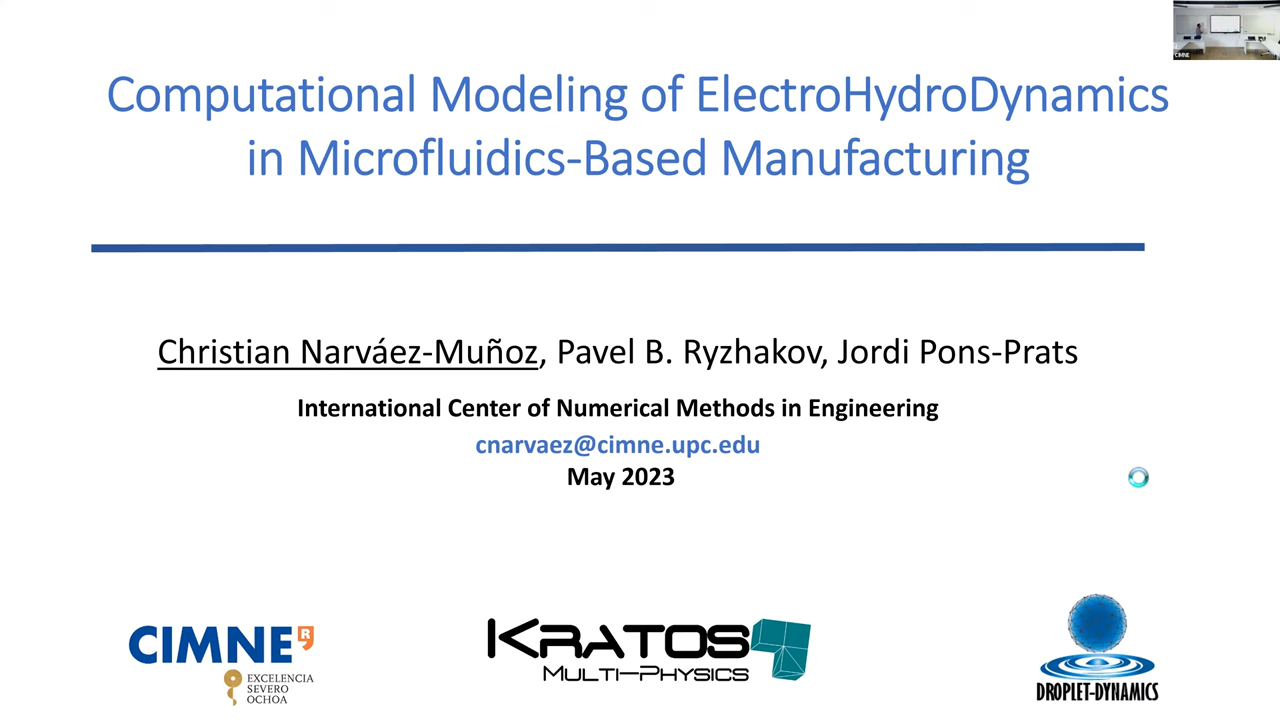 CIMNE
Computational Modeling of ElectroHydroDynamics
in Microfluidics-Based Manufacturing
Christian Narváez-Muñoz, Pavel B. Ryzhakov, Jordi Pons-Prats
International Center of Numerical Methods in Engineering
cnarvaez@cimne.upc.edu
May 2023
CIMNE R
EXCELENCIA
SEVERO
OCHOA
KRATOS
MULTI-PHYSICS
DROPLET-DYNAMICS